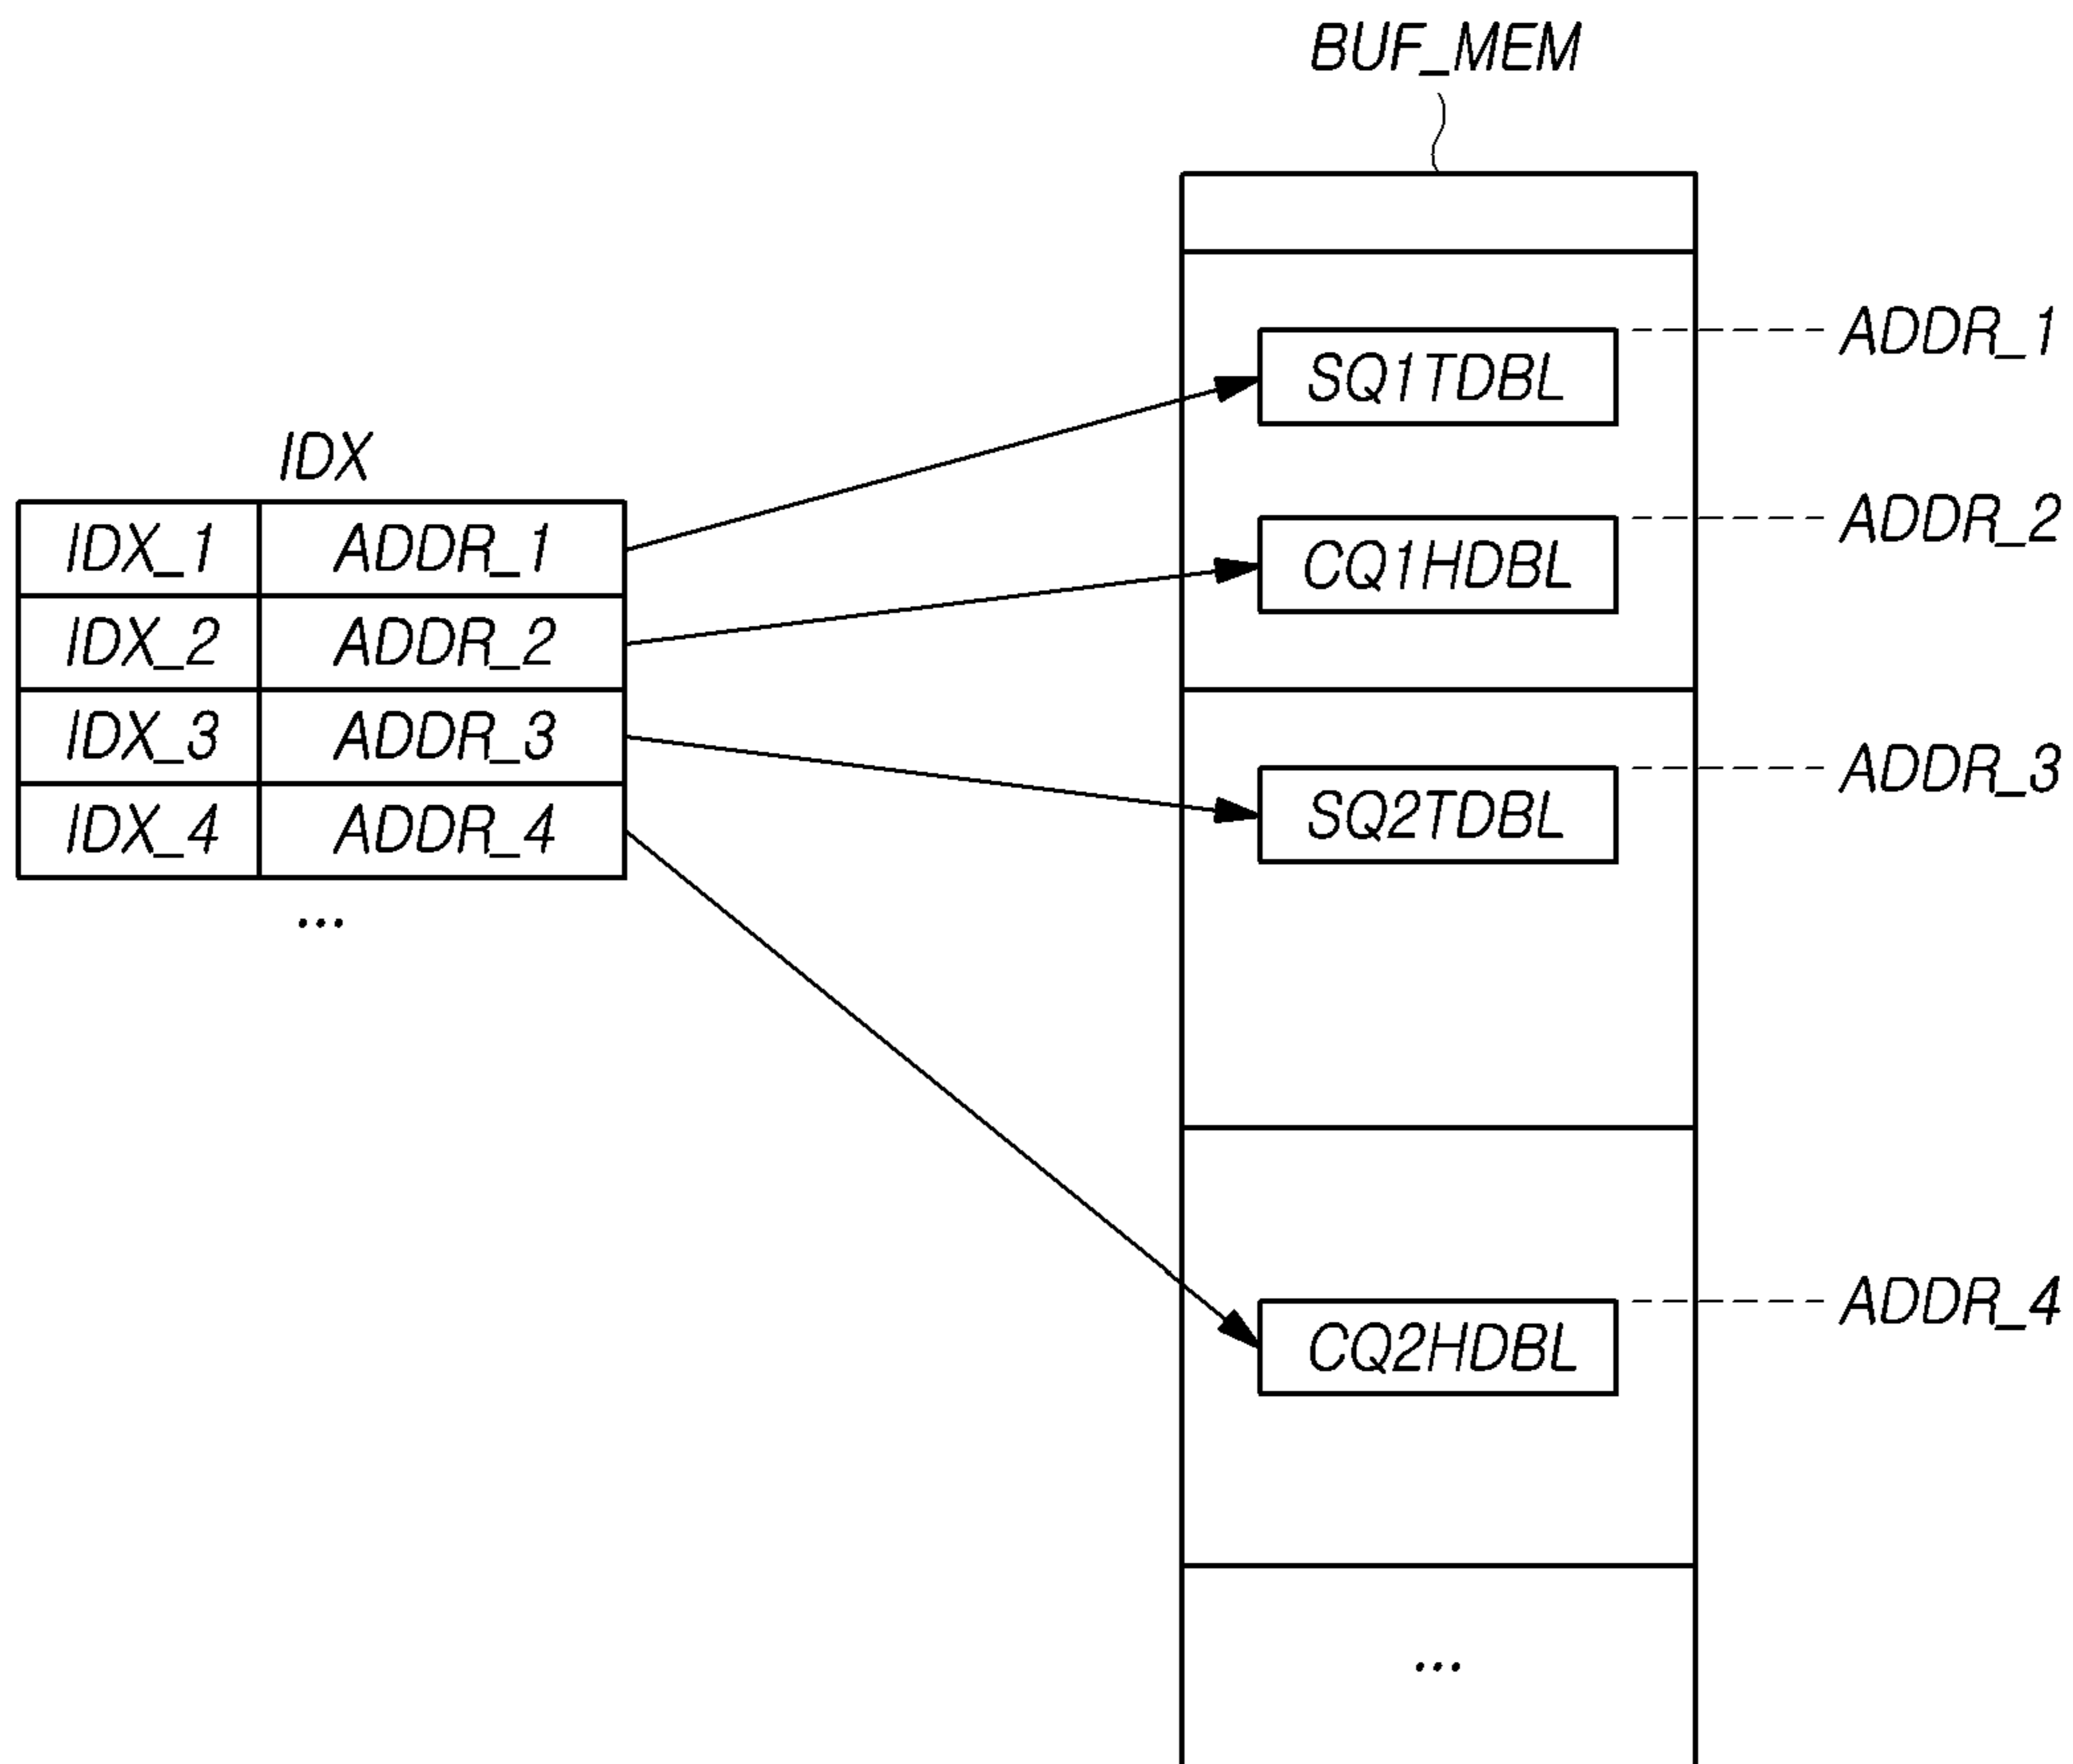 BUF_MEM
IDX
IDX_1 ADDR_1
IDX_2 ADDR_2
IDX_3 ADDR_3
IDX_4 ADDR_4
...
SQ1TDBL
ADDR_1
CQ1HDBL
ADDR_2
SQ2TDBL
ADDR_3
CQ2HDBL
ADDR_4
...